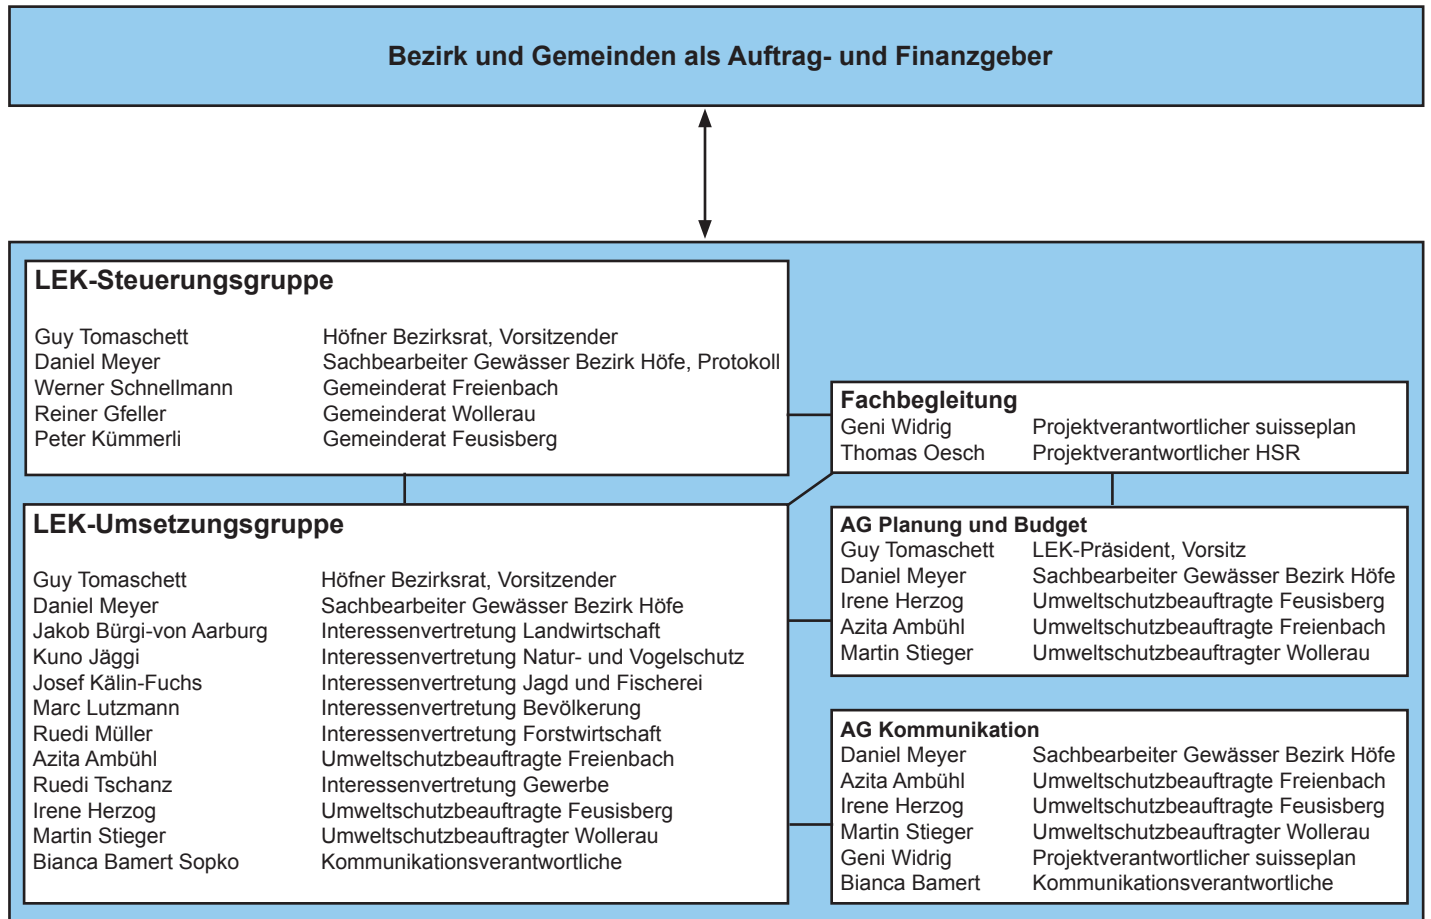 Bezirk und Gemeinden als Auftrag- und Finanzgeber
LEK-Steuerungsgruppe
Guy Tomaschett Höfner Bezirksrat, Vorsitzender
Daniel Meyer Sachbearbeiter Gewässer Bezirk Höfe, Protokoll
Werner Schnellmann Gemeinderat Freienbach
Reiner Gfeller Gemeinderat Wollerau
Peter Kümmerli Gemeinderat Feusisberg
Fachbegleitung
Geni Widrig Projektverantwortlicher suisseplan
Thomas Oesch Projektverantwortlicher HSR
LEK-Umsetzungsgruppe
Guy Tomaschett Höfner Bezirksrat, Vorsitzender
Daniel Meyer Sachbearbeiter Gewässer Bezirk Höfe
Jakob Bürgi-von Aarburg Interessenvertretung Landwirtschaft
Kuno Jäggi Interessenvertretung Natur- und Vogelschutz
Josef Kälin-Fuchs Interessenvertretung Jagd und Fischerei
Marc Lutzmann Interessenvertretung Bevölkerung
Ruedi Müller Interessenvertretung Forstwirtschaft
Azita Ambühl Umweltschutzbeauftragte Freienbach
Ruedi Tschanz Interessenvertretung Gewerbe
Irene Herzog Umweltschutzbeauftragte Feusisberg
Martin Stieger Umweltschutzbeauftragter Wollerau
Bianca Bamert Sopko Kommunikationsverantwortliche
AG Planung und Budget
Guy Tomaschett LEK-Präsident, Vorsitz
Daniel Meyer Sachbearbeiter Gewässer Bezirk Höfe
Irene Herzog Umweltschutzbeauftragte Feusisberg
Azita Ambühl Umweltschutzbeauftragte Freienbach
Martin Stieger Umweltschutzbeauftragter Wollerau
AG Kommunikation
Daniel Meyer Sachbearbeiter Gewässer Bezirk Höfe
Azita Ambühl Umweltschutzbeauftragte Freienbach
Irene Herzog Umweltschutzbeauftragte Feusisberg
Martin Stieger Umweltschutzbeauftragter Wollerau
Geni Widrig Projektverantwortlicher suisseplan
Bianca Bamert Kommunikationsverantwortliche